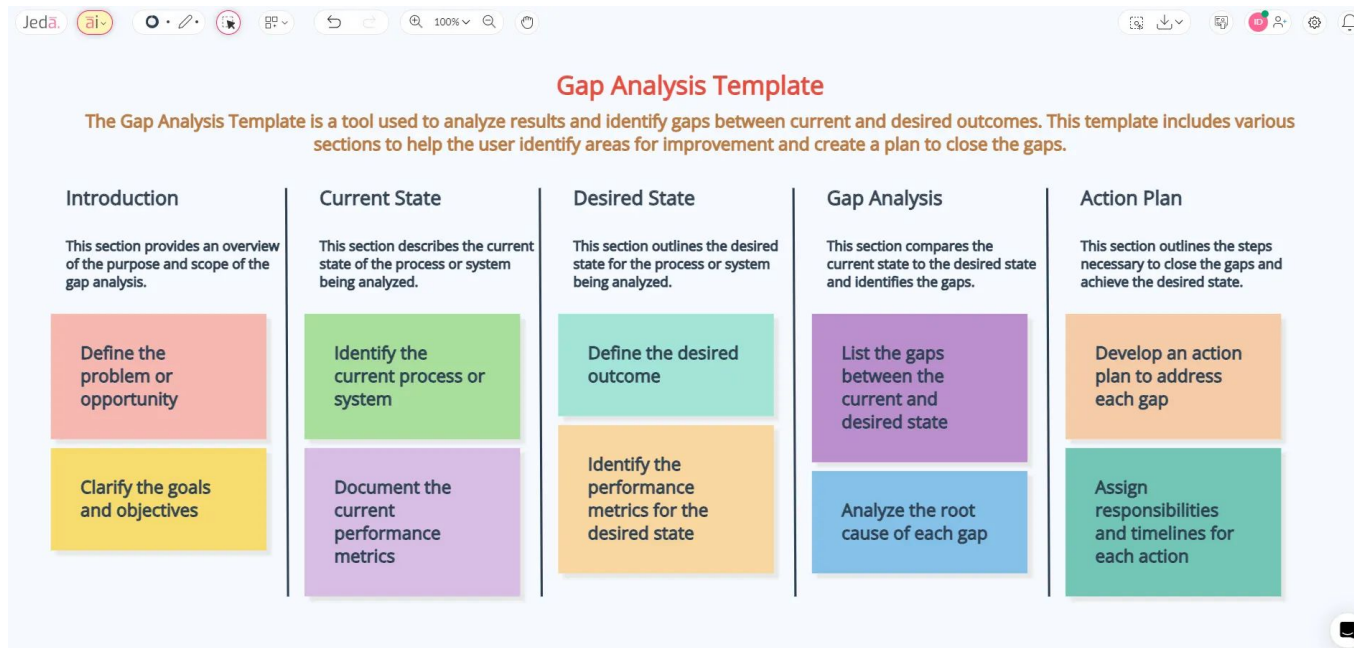 Jedā.
āi
100%
ID
Gap Analysis Template
The Gap Analysis Template is a tool used to analyze results and identify gaps between current and desired outcomes. This template includes various
sections to help the user identify areas for improvement and create a plan to close the gaps.
Introduction
This section provides an overview
of the purpose and scope of the
gap analysis.
Define the
problem or
opportunity
Clarify the goals
and objectives
Current State
This section describes the current
state of the process or system
being analyzed.
Identify the
current process or
system
Document the
current
performance
metrics
Desired State
This section outlines the desired
state for the process or system
being analyzed.
Define the desired
outcome
Identify the
performance
metrics for the
desired state
Gap Analysis
This section compares the
current state to the desired state
and identifies the gaps.
List the gaps
between the
current and
desired state
Analyze the root
cause of each gap
Action Plan
This section outlines the steps
necessary to close the gaps and
achieve the desired state.
Develop an action
plan to address
each gap
Assign
responsibilities
and timelines for
each action